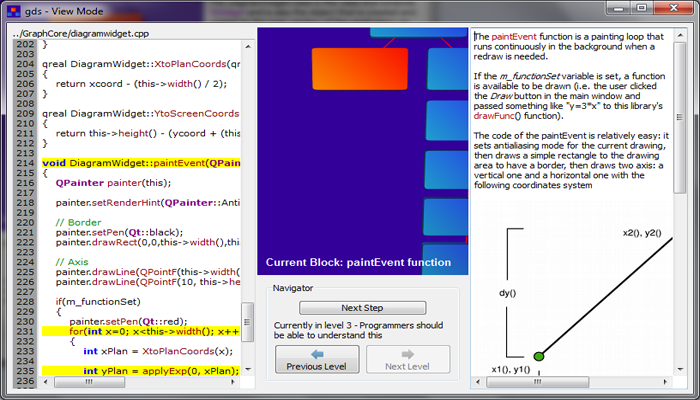 gds - View Mode
../GraphCore/diagramwidget.cpp
202 }
203
204 qreal DiagramWidget::XtoPlanCoords(qr
205 {
206 return xcoord - (this->width() / 2);
207 }
208
209 qreal DiagramWidget::YtoScreenCoords
210 {
211 return this->height() - (ycoord + (this
212 }
213
214 void DiagramWidget::paintEvent(QPain
215 {
216 QPainter painter(this);
217
218 painter.setRenderHint(QPainter::Anti
219
220 // Border
221 painter.setPen(Qt::black);
222 painter.drawRect(0,0,this->width(),thi
223
224 // Axis
225 painter.drawLine(QPointF(this->width(
226 painter.drawLine(QPointF(10, this->he
227
228 if(m_functionSet)
229 {
230 painter.setPen(Qt::red);
231 for(int x=0; x<this->width(); x++
232 {
233 int xPlan = XtoPlanCoords(x);
234
235 int yPlan = applyExp(0, xPlan);
236
Current Block: paintEvent function
Navigator
Next Step
Currently in level 3 - Programmers should
be able to understand this
Previous Level
Next Level
The paintEvent function is a painting loop that
runs continuously in the background when a
redraw is needed.
If the m_functionSet variable is set, a function
is available to be drawn (i.e. the user clicked
the Draw button in the main window and
passed something like "y=3*x" to this library's
drawFunc() function).
The code of the paintEvent is relatively easy: it
sets antialiasing mode for the current drawing,
then draws a simple rectangle to the drawing
area to have a border, then draws two axis: a
vertical one and a horizontal one with the
following coordinates system
x2(), y2()
dy()
x1(), y1()